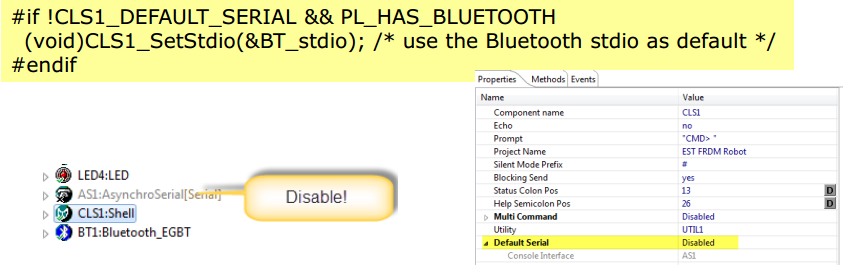 #if !CLS1_DEFAULT_SERIAL && PL_HAS_BLUETOOTH
(void)CLS1_SetStdio(&BT_stdio); /* use the Bluetooth stdio as default */
#endif
LED4:LED
AS1:AsynchroSerial[Serial]
CLS1:Shell
BT1:Bluetooth_EGBT
Disable!
Properties Methods Events
Name Value
Component name CLS1
Echo no
Prompt "CMD> "
Project Name EST FRDM Robot
Silent Mode Prefix #
Blocking Send yes
Status Colon Pos 13 D
Help Semicolon Pos 26 D
Multi Command Disabled
Utility UTIL1
Default Serial Disabled
Console Interface AS1